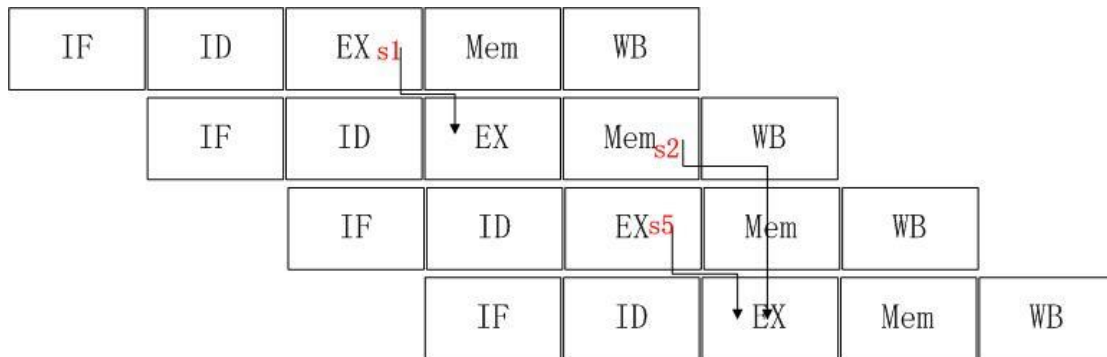 IF ID EX s1 Mem WB
IF ID EX Mem s2 WB
IF ID EX s5 Mem WB
IF ID EX Mem WB